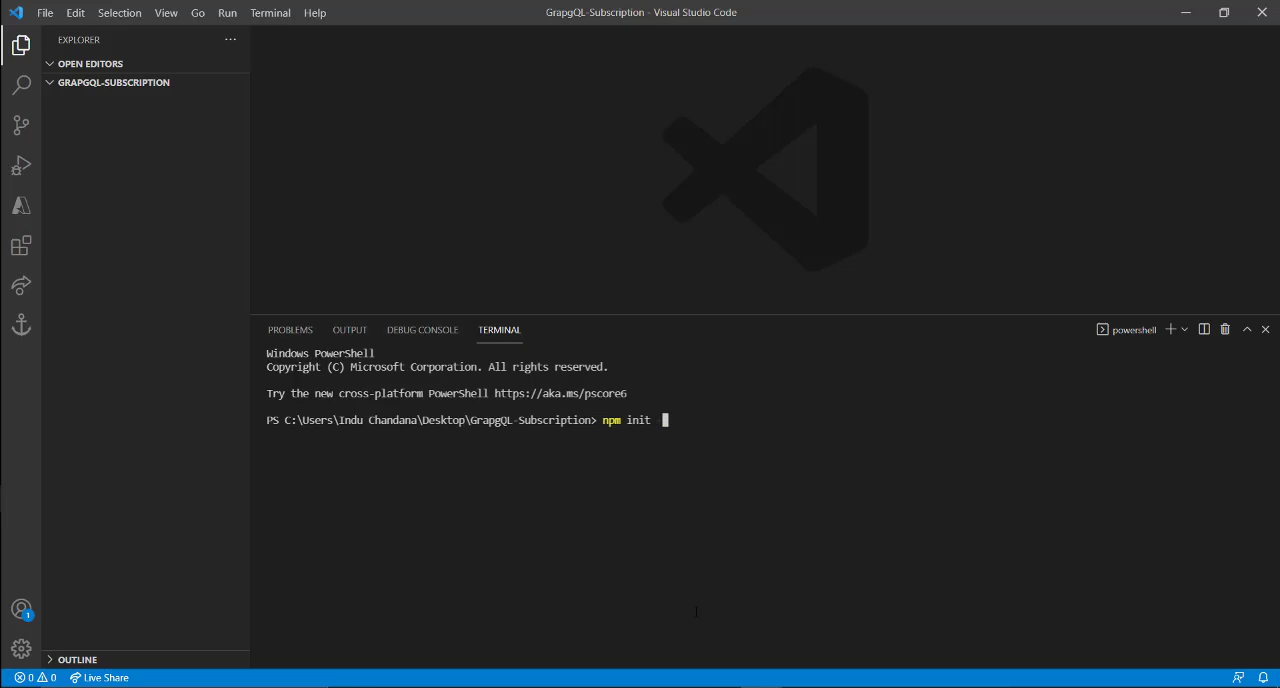 File Edit Selection View Go Run Terminal Help
GrapgQL-Subscription - Visual Studio Code
EXPLORER
OPEN EDITORS
GRAPGQL-SUBSCRIPTION
PROBLEMS OUTPUT DEBUG CONSOLE TERMINAL
powershell
Windows PowerShell
Copyright (C) Microsoft Corporation. All rights reserved.
Try the new cross-platform PowerShell https://aka.ms/pscore6
PS C:\Users\Indu Chandana\Desktop\GrapgQL-Subscription> npm init
1
OUTLINE
0 0 Live Share